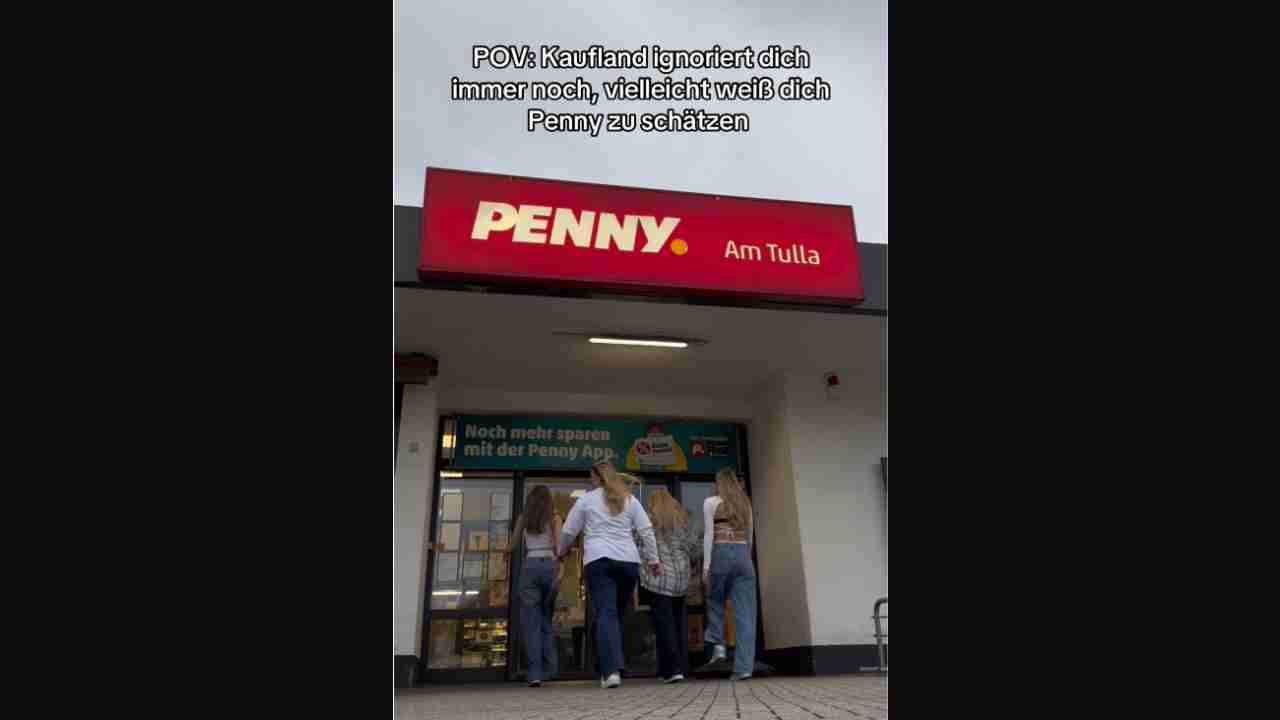 POV: Kaufland ignoriert dich
immer noch, vielleicht weiß dich
Penny zu schätzen
PENNY.
Am Tulla
Noch mehr sparen
mit der Penny App.